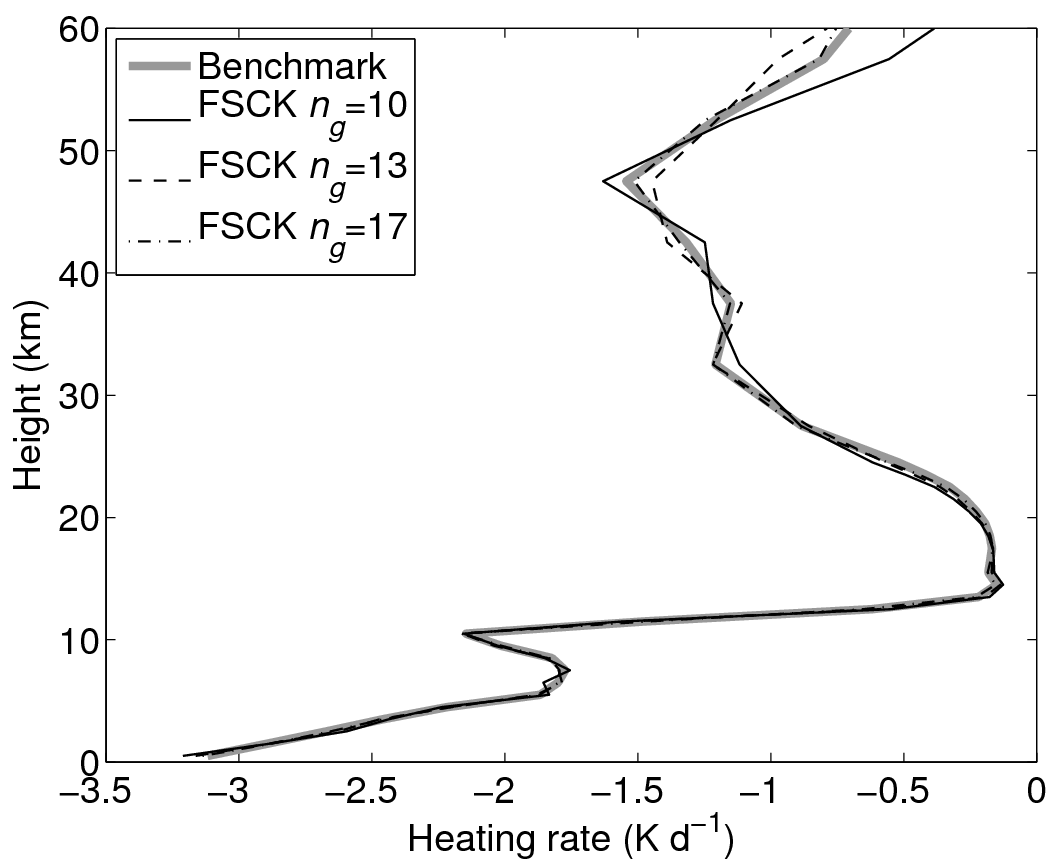 60
50
40
30
20
10
0
Height (km)
Benchmark
FSCK n_g=10
FSCK n_g=13
FSCK n_g=17
−3.5 −3 −2.5 −2 −1.5 −1 −0.5 0
Heating rate (K d⁻¹)